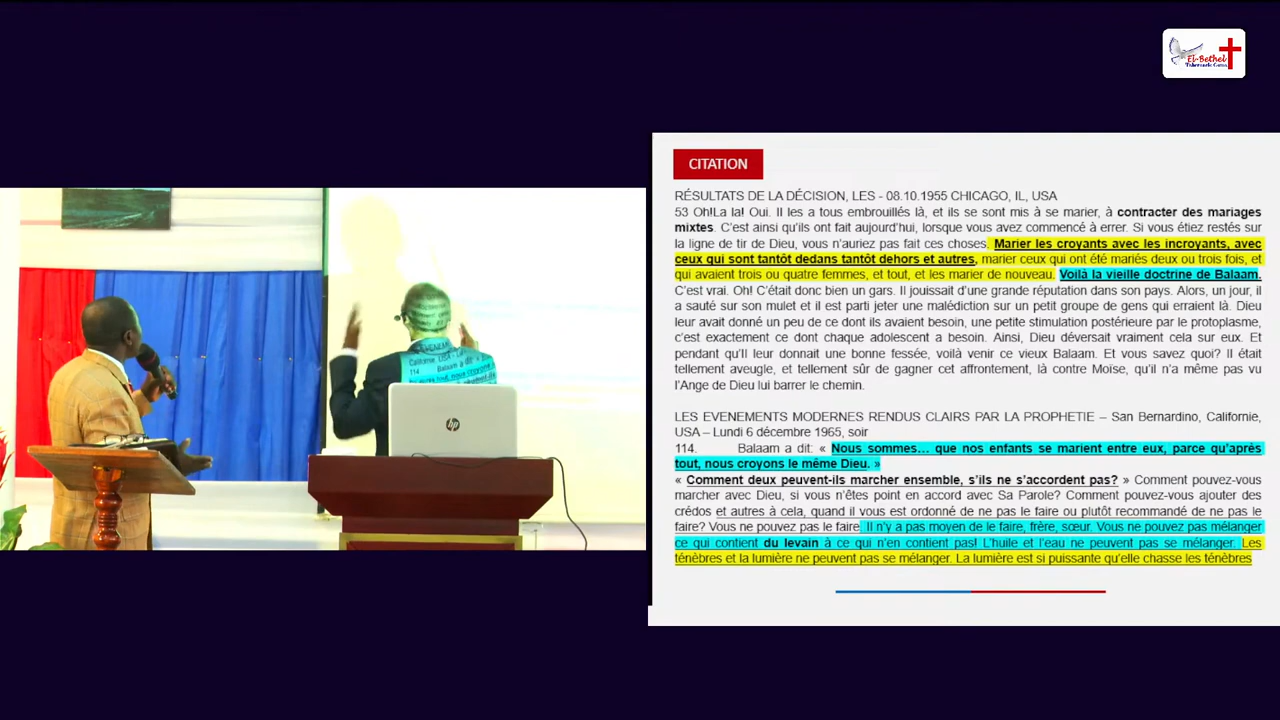 El-Bethel
CITATION
RÉSULTATS DE LA DÉCISION, LES - 08.10.1955 CHICAGO, IL, USA
53 Oh!La la! Oui. Il les a tous embrouillés là, et ils se sont mis à se marier, à contracter des mariages
mixtes. C'est ainsi qu'ils ont fait aujourd'hui, lorsque vous avez commencé à errer. Si vous étiez restés sur
la ligne de tir de Dieu, vous n'auriez pas fait ces choses. Marier les croyants avec les incroyants, avec
ceux qui sont tantôt dedans tantôt dehors et autres, marier ceux qui ont été mariés deux ou trois fois, et
qui avaient trois ou quatre femmes, et tout, et les marier de nouveau. Voilà la vieille doctrine de Balaam.
C'est vrai. Oh! C'était donc bien un gars. Il jouissait d'une grande réputation dans son pays. Alors, un jour, il
a sauté sur son mulet et il est parti jeter une malédiction sur un petit groupe de gens qui erraient là. Dieu
leur avait donné un peu de ce dont ils avaient besoin, une petite stimulation postérieure par le protoplasme,
c'est exactement ce dont chaque adolescent a besoin. Ainsi, Dieu déversait vraiment cela sur eux. Et
pendant qu'Il leur donnait une bonne fessée, voilà venir ce vieux Balaam. Et vous savez quoi? Il était
tellement aveugle, et tellement sûr de gagner cet affrontement, là contre Moïse, qu'il n'a même pas vu
l'Ange de Dieu lui barrer le chemin.
LES EVENEMENTS MODERNES RENDUS CLAIRS PAR LA PROPHETIE – San Bernardino, Californie,
USA – Lundi 6 décembre 1965, soir
114. Balaam a dit: « Nous sommes… que nos enfants se marient entre eux, parce qu'après
tout, nous croyons le même Dieu. »
« Comment deux peuvent-ils marcher ensemble, s'ils ne s'accordent pas? » Comment pouvez-vous
marcher avec Dieu, si vous n'êtes point en accord avec Sa Parole? Comment pouvez-vous ajouter des
crédos et autres à cela, quand il vous est ordonné de ne pas le faire ou plutôt recommandé de ne pas le
faire? Vous ne pouvez pas le faire. Il n'y a pas moyen de le faire, frère, sœur. Vous ne pouvez pas mélanger
ce qui contient du levain à ce qui n'en contient pas! L'huile et l'eau ne peuvent pas se mélanger. Les
ténèbres et la lumière ne peuvent pas se mélanger. La lumière est si puissante qu'elle chasse les ténèbres
California, USA - L
114 Balaam a dit:
hp